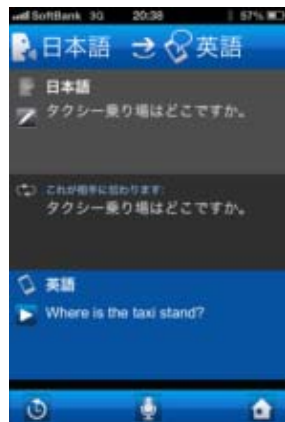 SoftBank 3G 20:38 57%
日本語 英語
日本語
タクシー乗り場はどこですか。
これが相手に伝わります:
タクシー乗り場はどこですか。
英語
Where is the taxi stand?